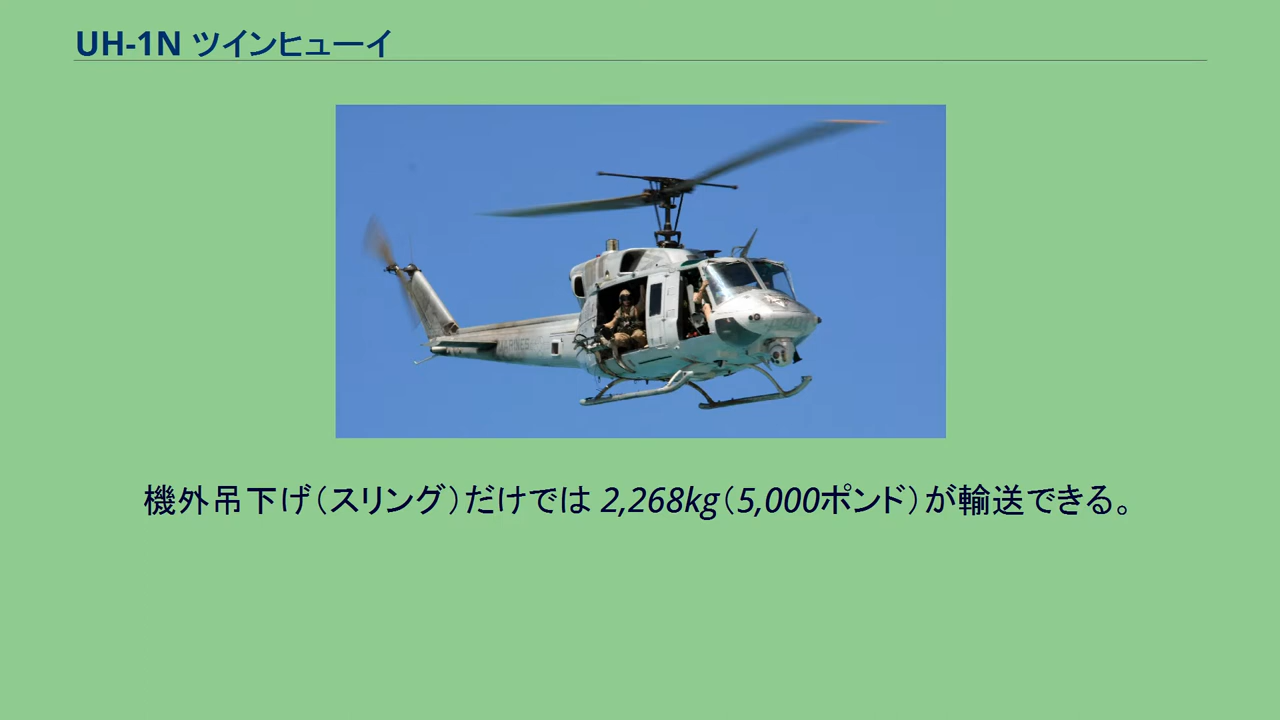 UH-1N ツインヒューイ
MARINES
機外吊下げ（スリング）だけでは 2,268kg（5,000ポンド）が輸送できる。